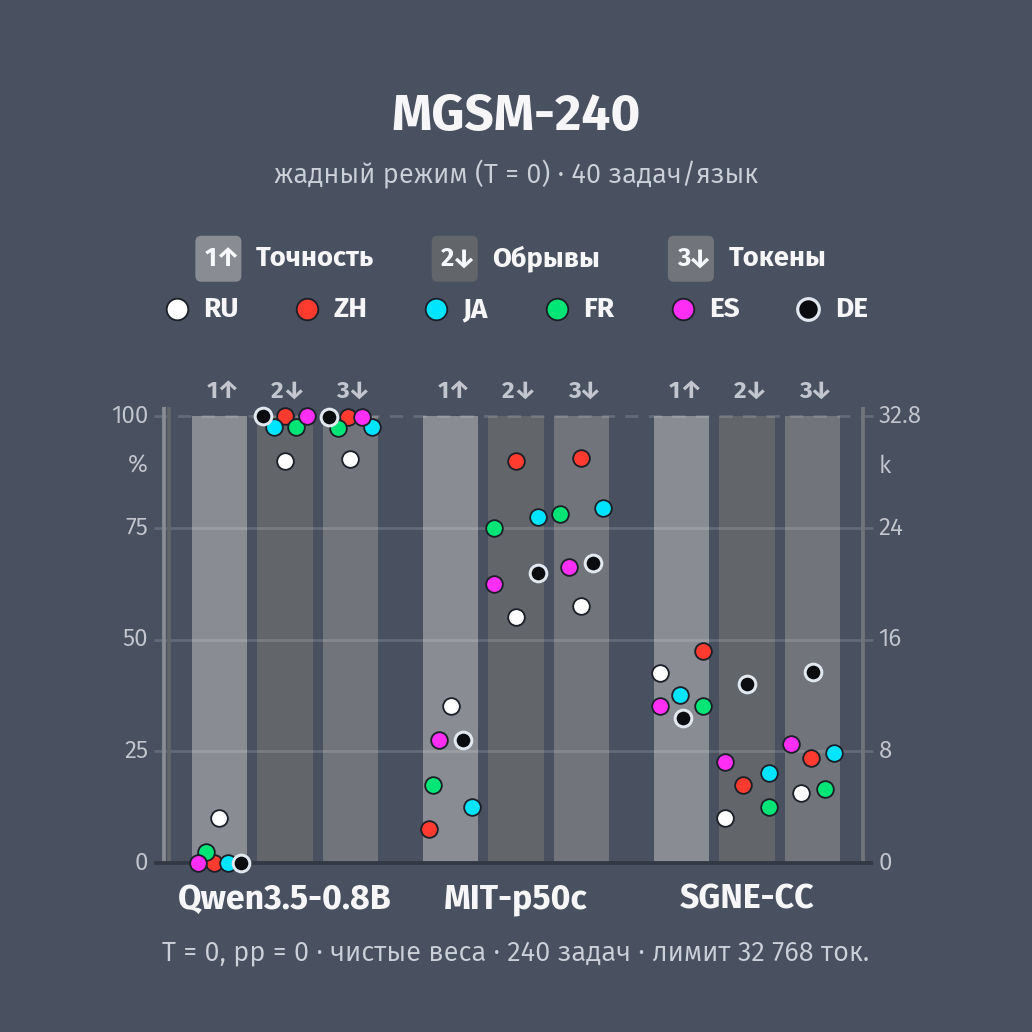 MGSM-240
жадный режим (T = 0) · 40 задач/язык
1↑ Точность 2↓ Обрывы 3↓ Токены
RU ZH JA FR ES DE
1↑ 2↓ 3↓ 1↑ 2↓ 3↓ 1↑ 2↓ 3↓
100 32.8
% k
75 24
50 16
25 8
0 0
Qwen3.5-0.8B MIT-p50c SGNE-CC
T = 0, pp = 0 · чистые веса · 240 задач · лимит 32 768 ток.